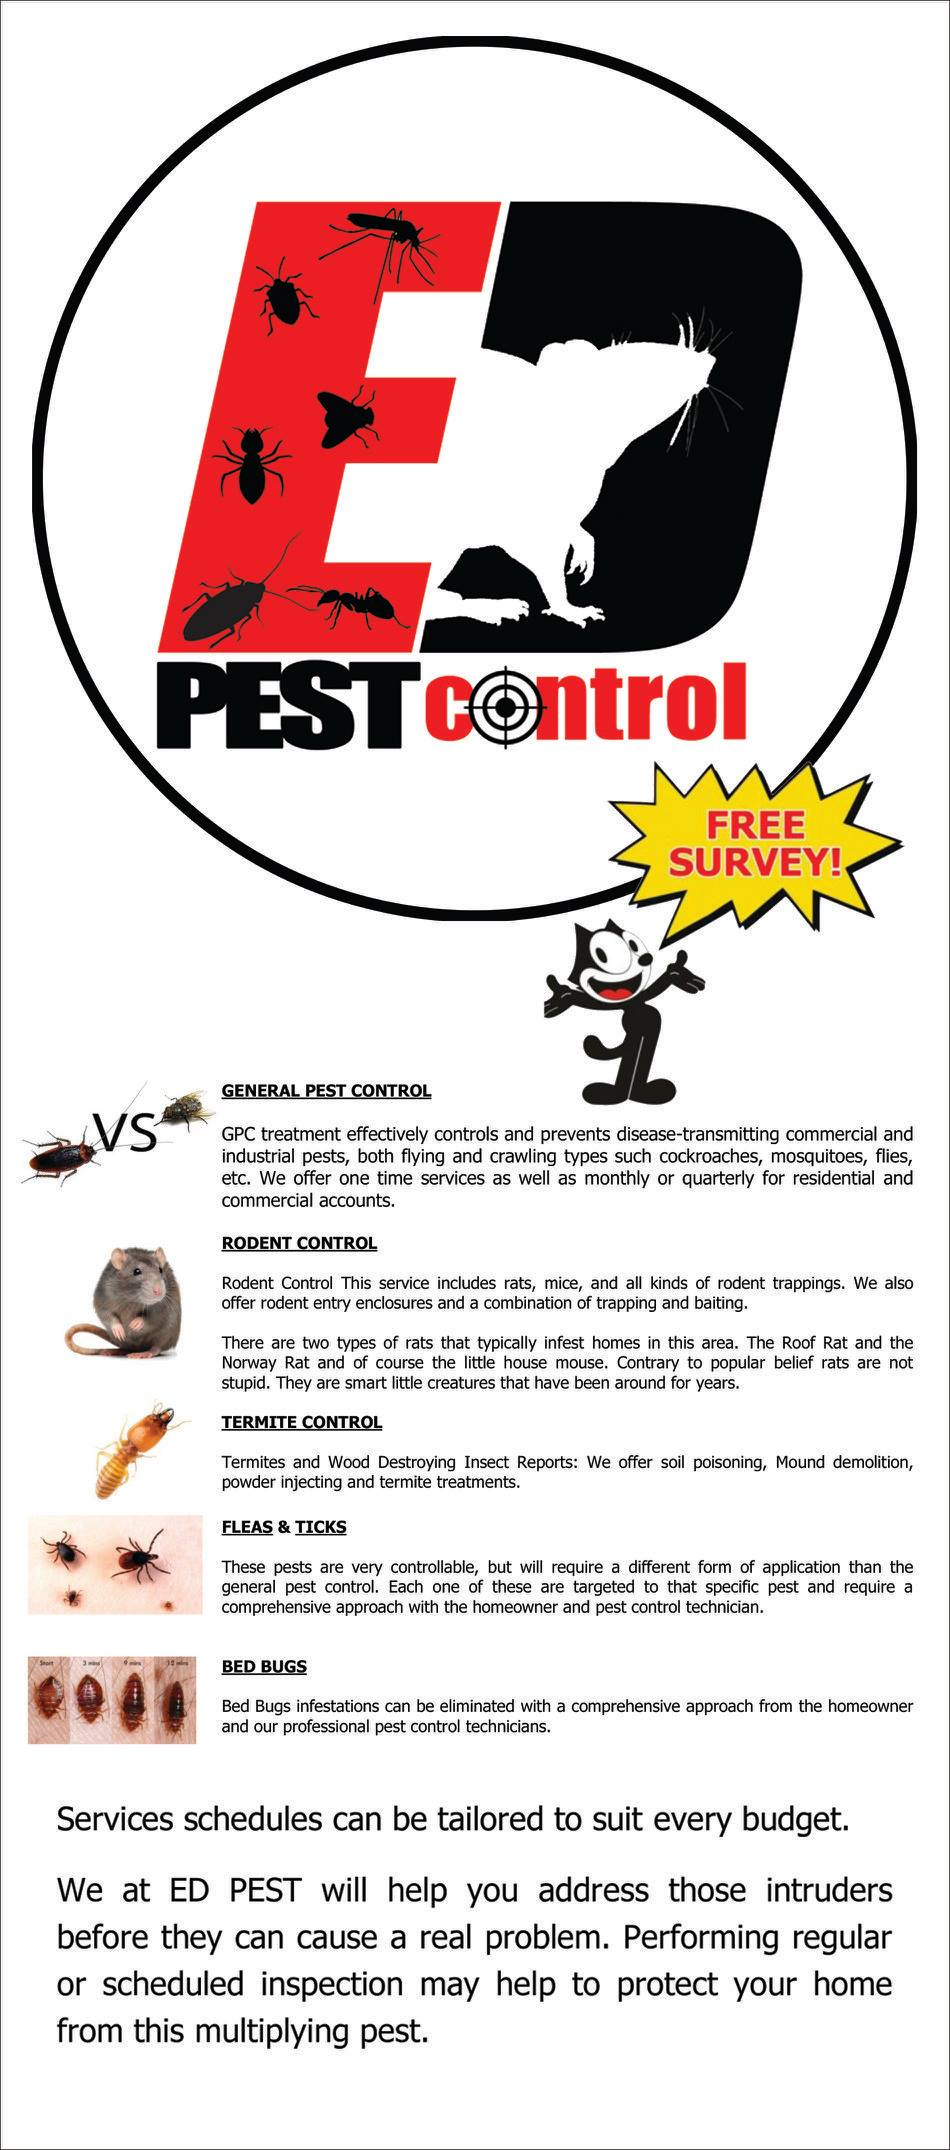 ED
PEST control
FREE
SURVEY!
VS
GENERAL PEST CONTROL
GPC treatment effectively controls and prevents disease-transmitting commercial and
industrial pests, both flying and crawling types such cockroaches, mosquitoes, flies,
etc. We offer one time services as well as monthly or quarterly for residential and
commercial accounts.
RODENT CONTROL
Rodent Control This service includes rats, mice, and all kinds of rodent trappings. We also
offer rodent entry enclosures and a combination of trapping and baiting.
There are two types of rats that typically infest homes in this area. The Roof Rat and the
Norway Rat and of course the little house mouse. Contrary to popular belief rats are not
stupid. They are smart little creatures that have been around for years.
TERMITE CONTROL
Termites and Wood Destroying Insect Reports: We offer soil poisoning, Mound demolition,
powder injecting and termite treatments.
FLEAS & TICKS
These pests are very controllable, but will require a different form of application than the
general pest control. Each one of these are targeted to that specific pest and require a
comprehensive approach with the homeowner and pest control technician.
Start 3 mins 9 mins 12 mins
BED BUGS
Bed Bugs infestations can be eliminated with a comprehensive approach from the homeowner
and our professional pest control technicians.
Services schedules can be tailored to suit every budget.
We at ED PEST will help you address those intruders
before they can cause a real problem. Performing regular
or scheduled inspection may help to protect your home
from this multiplying pest.